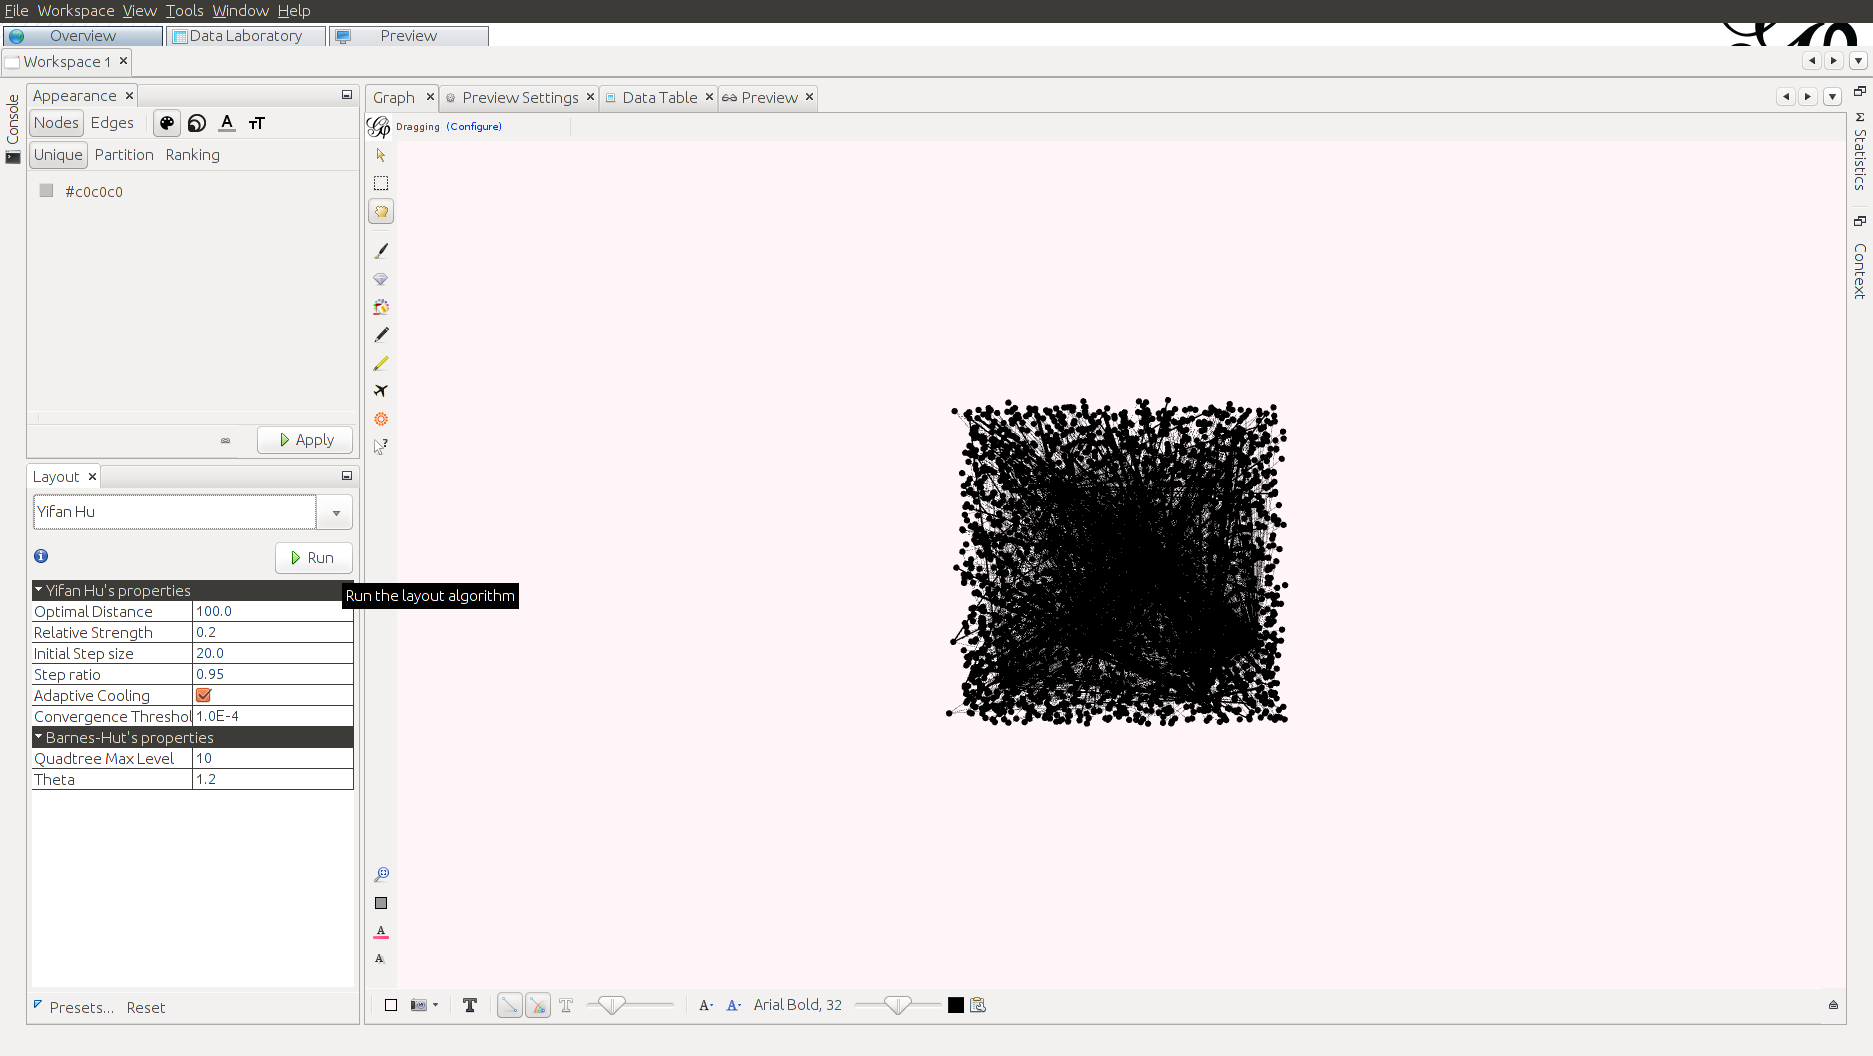 File Workspace View Tools Window Help
Overview Data Laboratory Preview
Workspace 1
Console
Appearance
Nodes Edges A TT
Unique Partition Ranking
#c0c0c0
Apply
Layout
Yifan Hu
Run
Yifan Hu's properties
Optimal Distance 100.0
Relative Strength 0.2
Initial Step size 20.0
Step ratio 0.95
Adaptive Cooling
Convergence Threshol 1.0E-4
Barnes-Hut's properties
Quadtree Max Level 10
Theta 1.2
Presets... Reset
Graph Preview Settings Data Table Preview
Dragging (Configure)
Run the layout algorithm
A
A
T T A- A- Arial Bold, 32
Statistics
Context